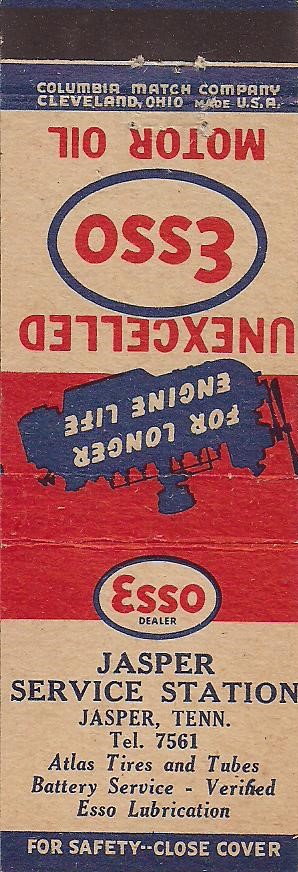 COLUMBIA MATCH COMPANY
CLEVELAND, OHIO MADE U.S.A.
UNEXCELLED
Esso
MOTOR OIL
FOR LONGER
ENGINE LIFE
Esso
DEALER
JASPER
SERVICE STATION
JASPER, TENN.
Tel. 7561
Atlas Tires and Tubes
Battery Service - Verified
Esso Lubrication
FOR SAFETY--CLOSE COVER